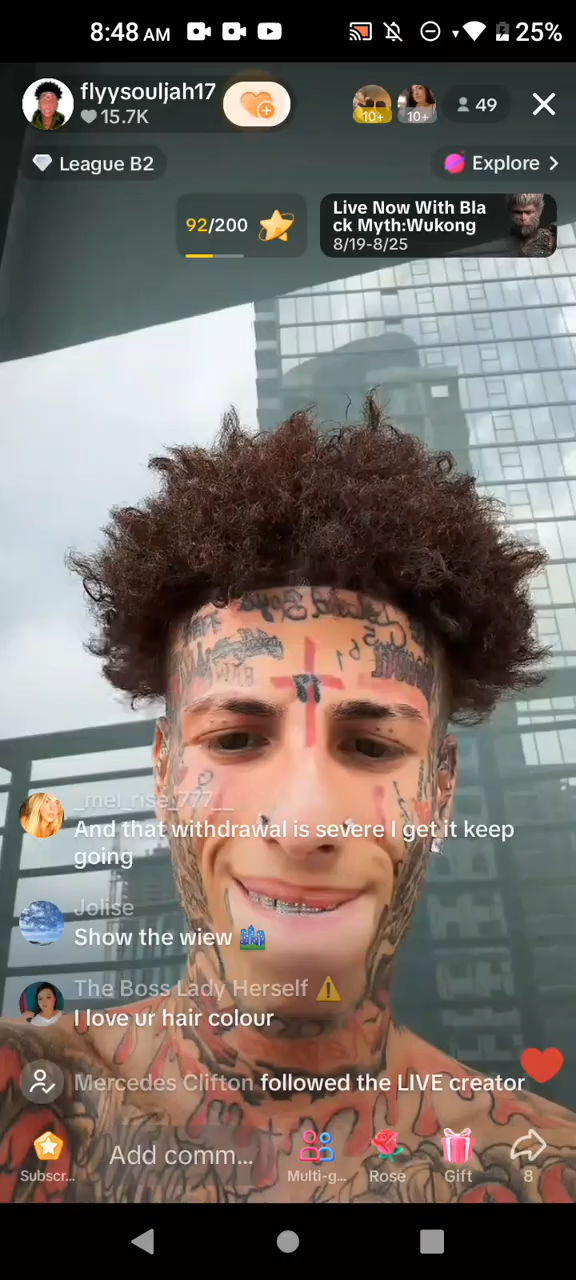 8:48 AM
25%
flyysouljah17
15.7K
10+
10+
49
League B2
Explore
92/200
Live Now With Bla
ck Myth:Wukong
8/19-8/25
17
_mel_rise_777__
And that withdrawal is severe I get it keep
going
Jolise
Show the wiew
The Boss Lady Herself
I love ur hair colour
Mercedes Clifton followed the LIVE creator
Add comm...
Subscr...
Multi-g...
Rose
Gift
8